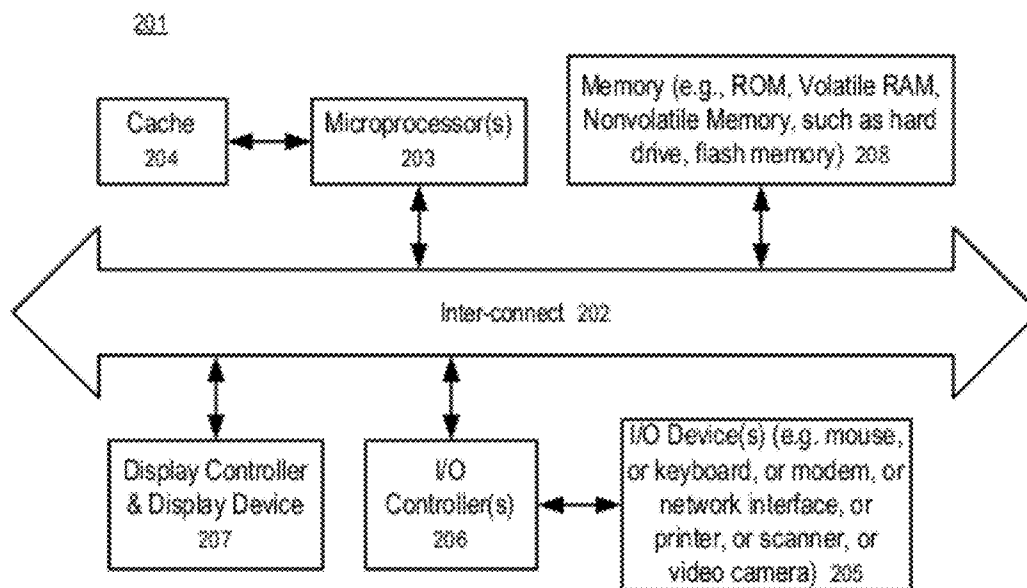 201
Cache
204
Microprocessor(s)
203
Memory (e.g., ROM, Volatile RAM,
Nonvolatile Memory, such as hard
drive, flash memory) 208
Inter-connect 202
Display Controller
& Display Device
207
I/O
Controller(s)
206
I/O Device(s) (e.g. mouse,
or keyboard, or modem, or
network interface, or
printer, or scanner, or
video camera)